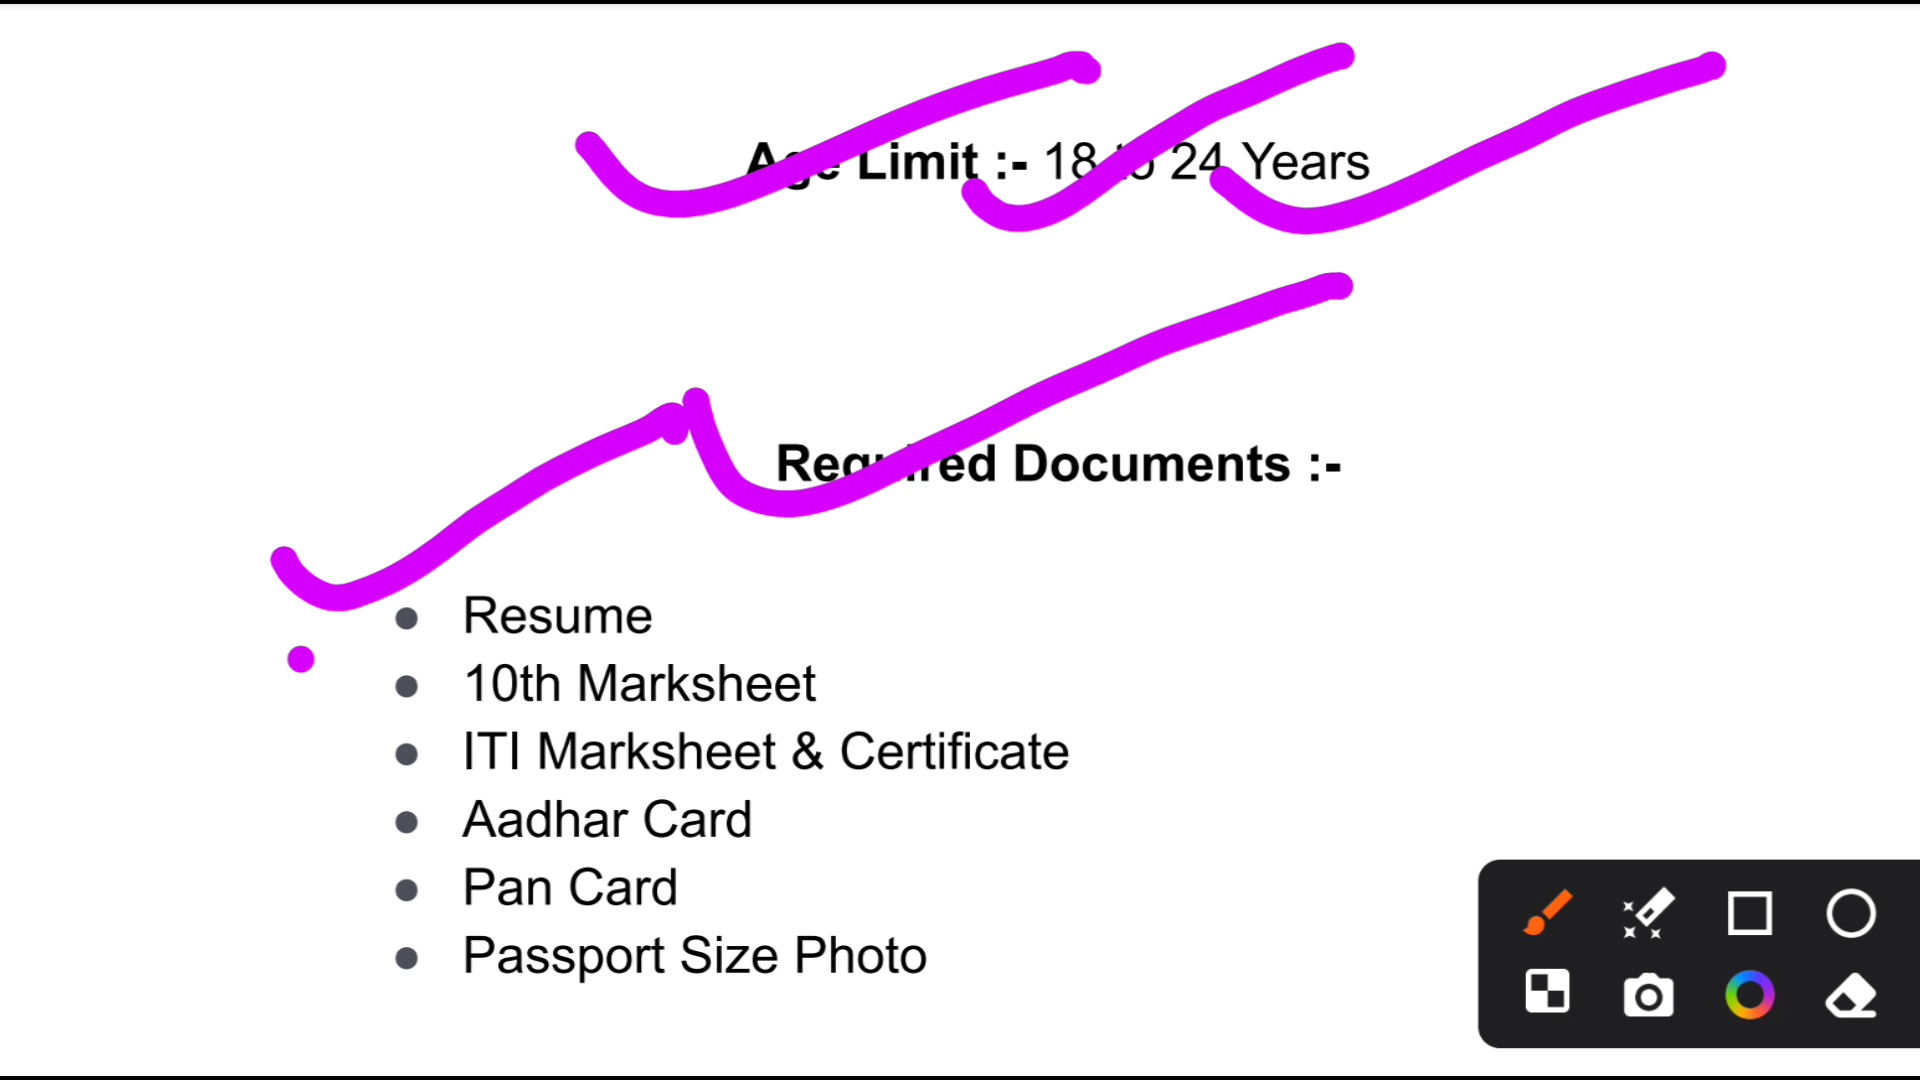 Age Limit :- 18 to 24 Years
Required Documents :-
Resume
10th Marksheet
ITI Marksheet & Certificate
Aadhar Card
Pan Card
Passport Size Photo